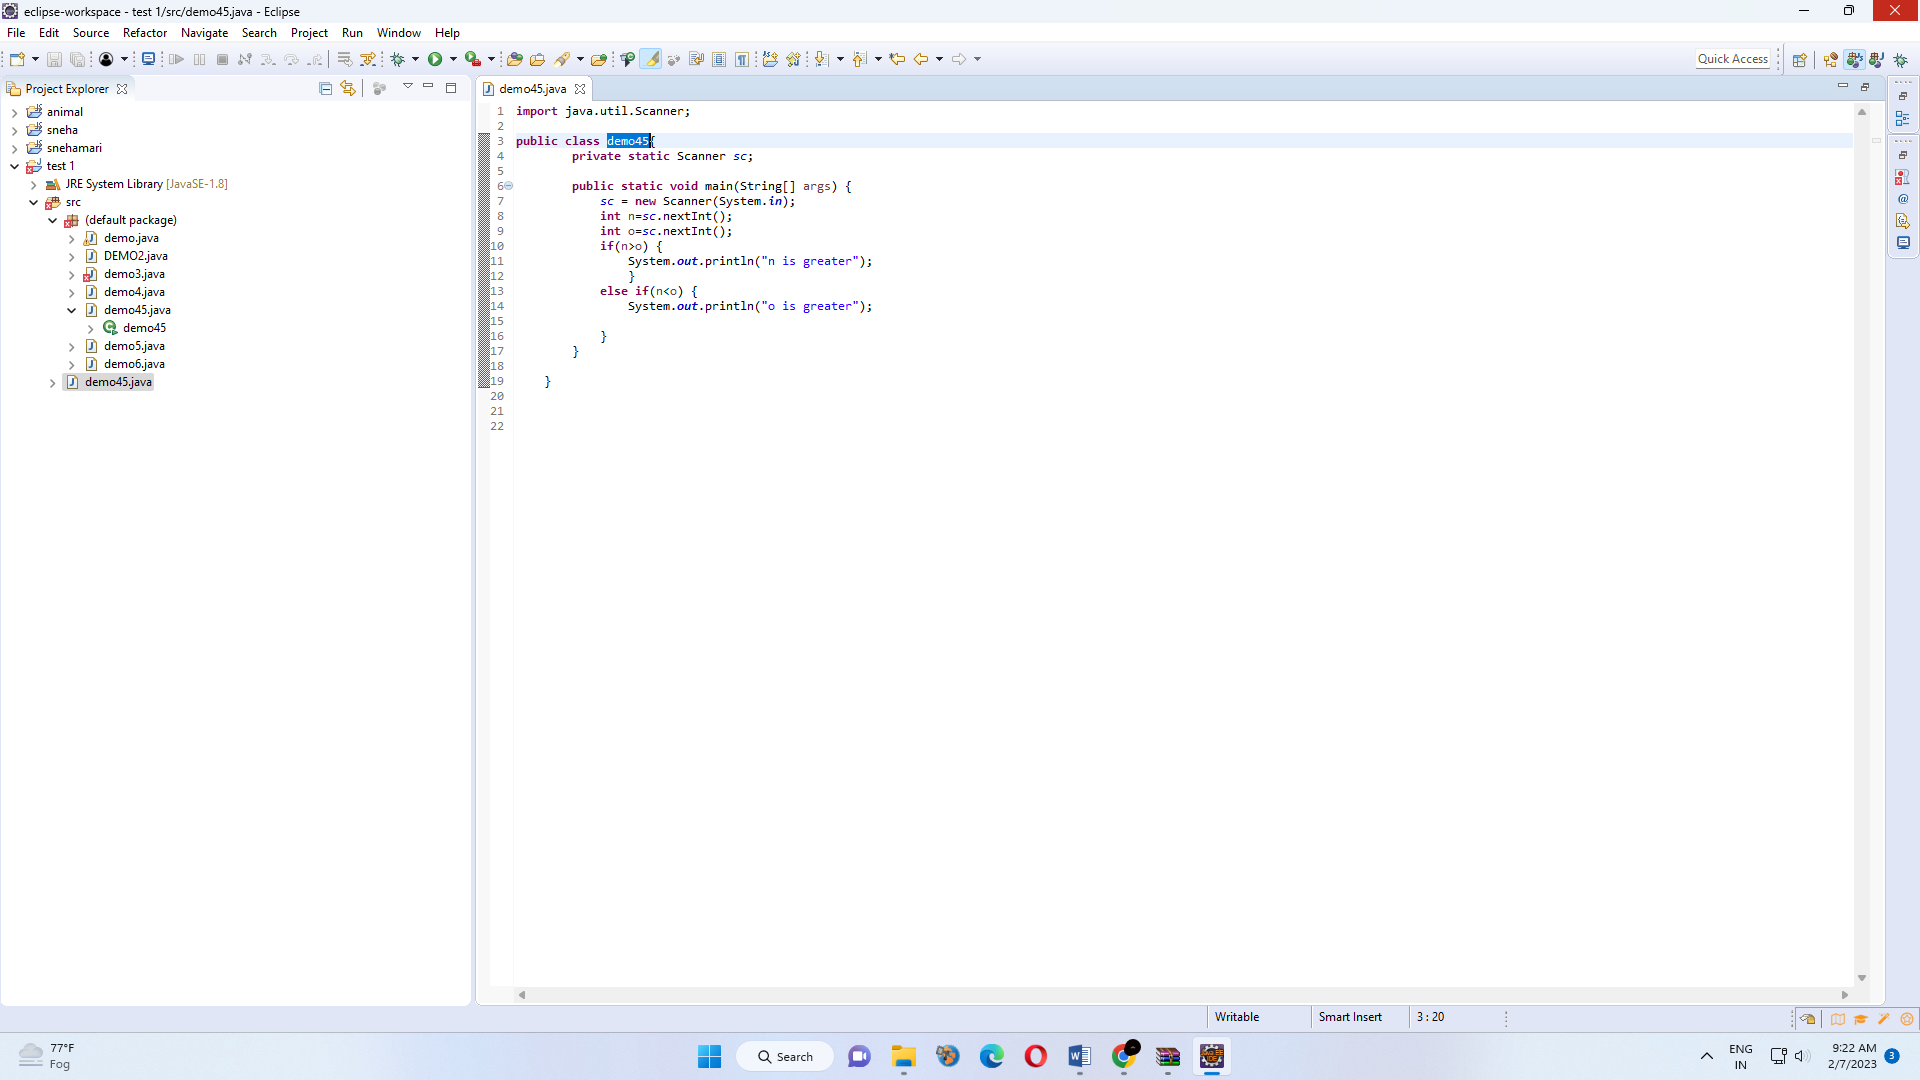 eclipse-workspace - test 1/src/demo45.java - Eclipse
File Edit Source Refactor Navigate Search Project Run Window Help
Quick Access
Project Explorer
animal
sneha
snehamari
test 1
JRE System Library [JavaSE-1.8]
src
(default package)
demo.java
DEMO2.java
demo3.java
demo4.java
demo45.java
demo45
demo5.java
demo6.java
demo45.java
demo45.java
1 import java.util.Scanner;
2
3 public class demo45{
4 private static Scanner sc;
5
6 public static void main(String[] args) {
7 sc = new Scanner(System.in);
8 int n=sc.nextInt();
9 int o=sc.nextInt();
10 if(n>o) {
11 System.out.println("n is greater");
12 }
13 else if(n<o) {
14 System.out.println("o is greater");
15
16 }
17 }
18
19 }
20
21
22
Writable Smart Insert 3 : 20
77°F
Fog
Search
ENG
IN
9:22 AM
2/7/2023
3